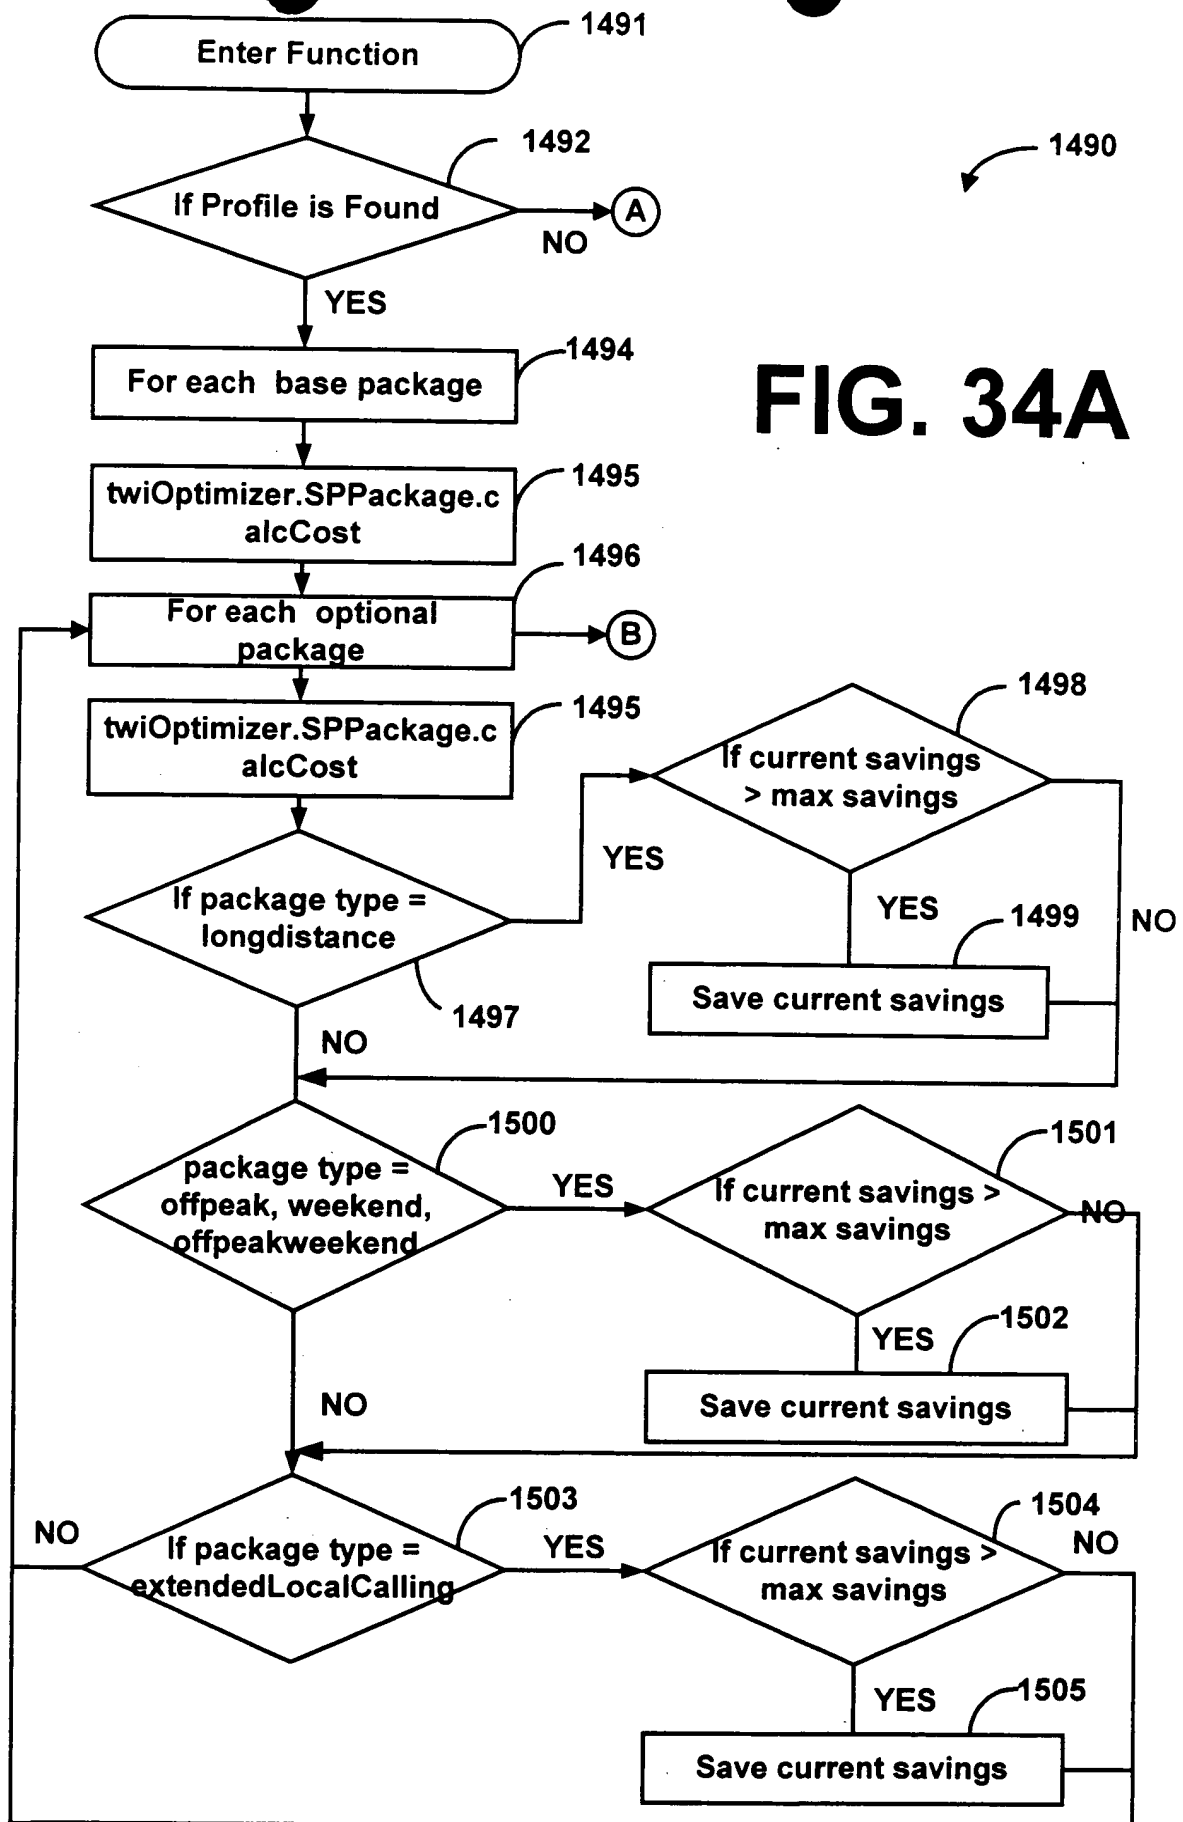 1491
Enter Function
1492
1490
If Profile is Found
A
NO
YES
1494
For each base package
FIG. 34A
1495
twiOptimizer.SPPackage.c
alcCost
1496
For each optional
package
B
1495
twiOptimizer.SPPackage.c
alcCost
1498
If current savings
> max savings
YES
If package type =
longdistance
YES
1499
NO
Save current savings
1497
NO
1500
package type =
offpeak, weekend,
offpeakweekend
YES
1501
If current savings >
max savings
NO
1502
YES
Save current savings
NO
1503
NO
If package type =
extendedLocalCalling
YES
1504
NO
If current savings >
max savings
YES
1505
Save current savings